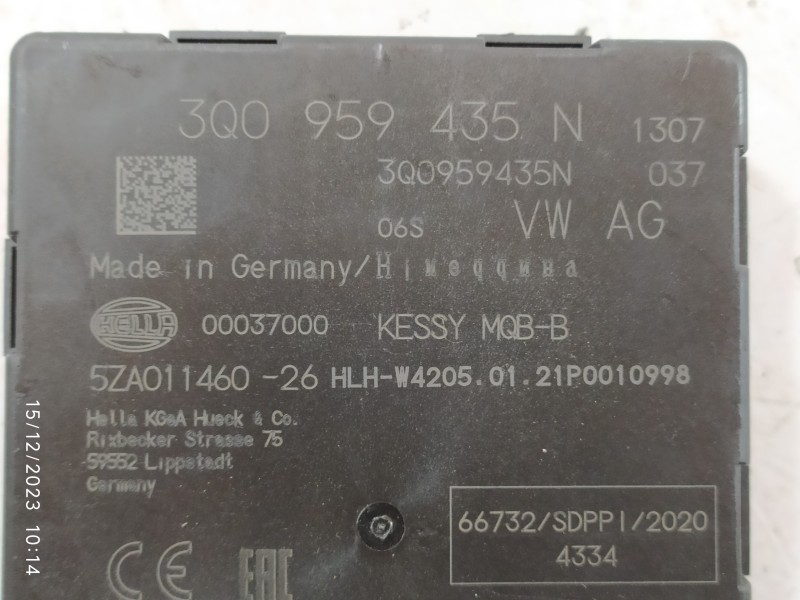 3Q0 959 435 N 1307
3Q0959435N 037
06S VW AG
Made in Germany/
HELLA 00037000 KESSY MQB-B
5ZA011460-26 HLH-W4205.01.21P0010998
Hella KGaA Hueck & Co.
Rixbecker Strasse 75
59552 Lippstadt
Germany
66732/SDPPI/2020
4334
CE EAC
15/12/2023 10:14